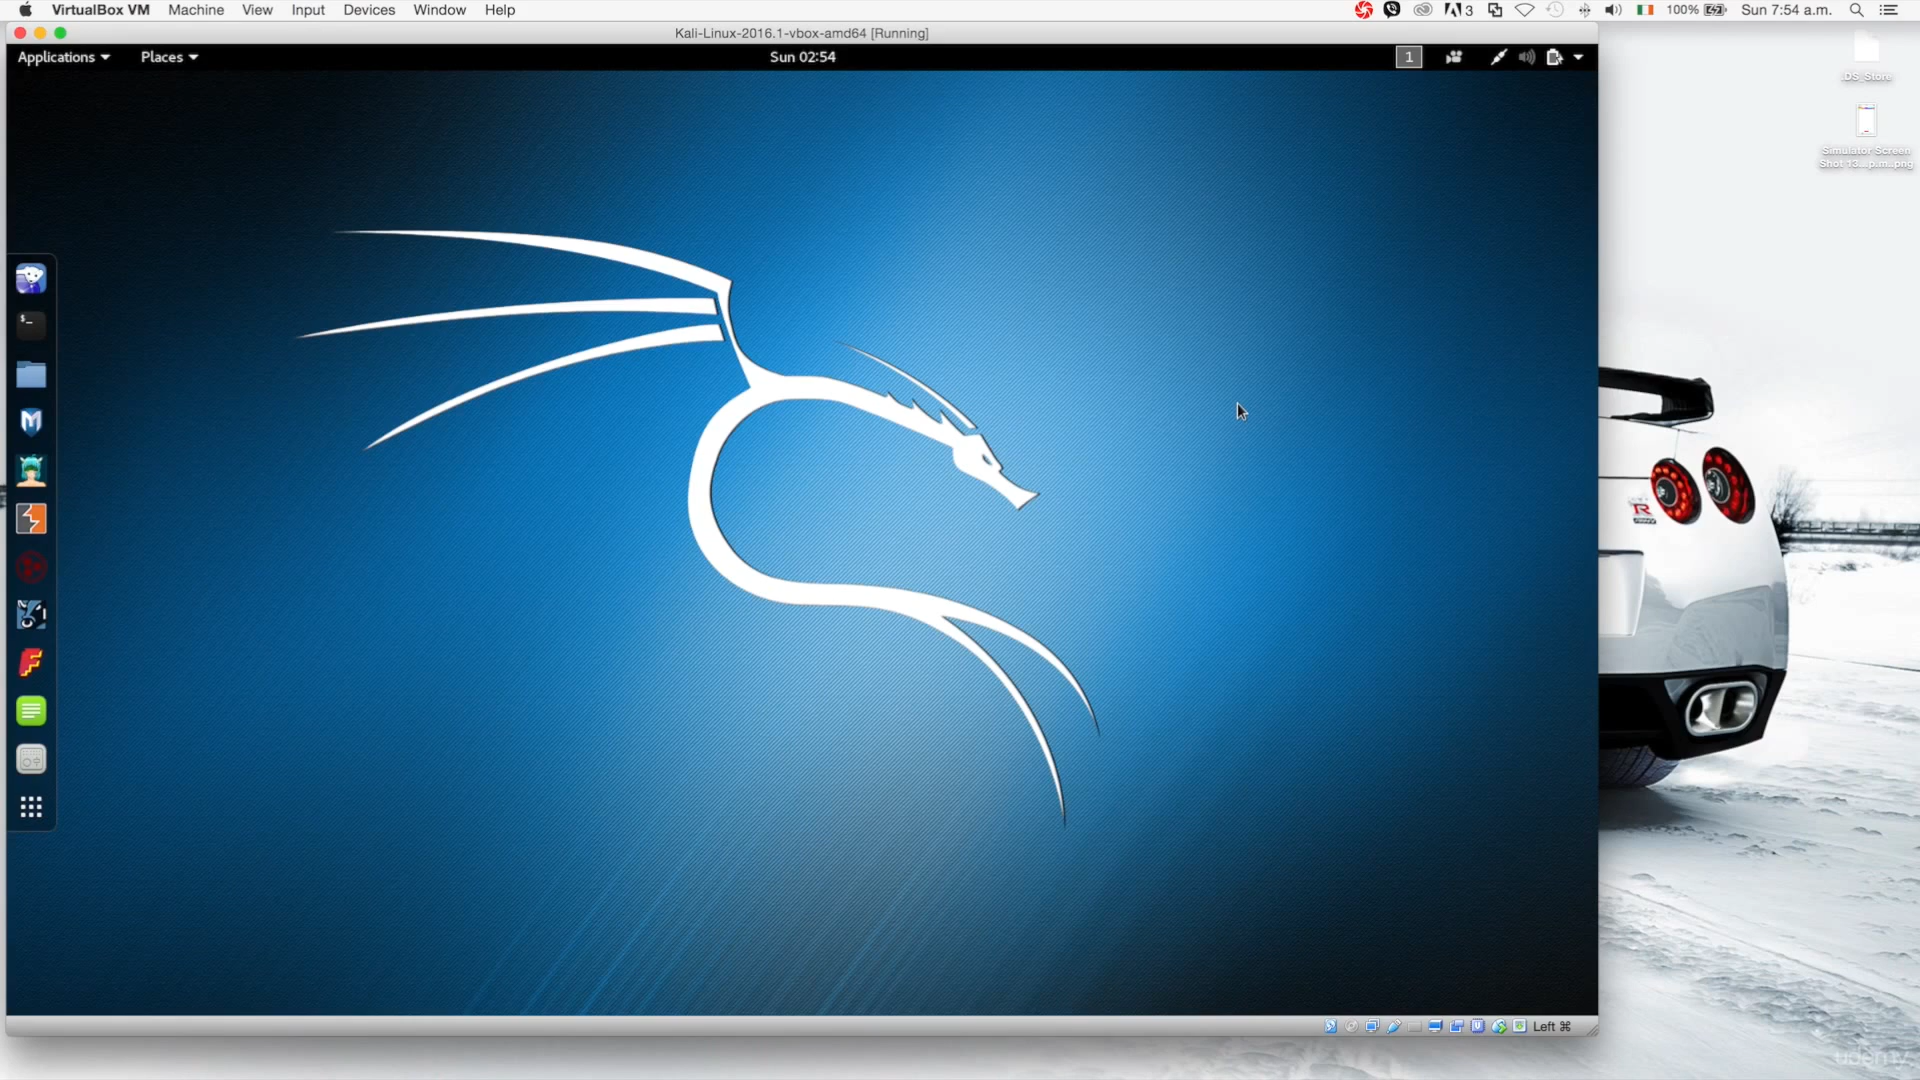 VirtualBox VM Machine View Input Devices Window Help 3 100% Sun 7:54 a.m.
Kali-Linux-2016.1-vbox-amd64 [Running]
Applications Places Sun 02:54 1
.DS_Store
Simulator Screen
Shot 13...p.m..png
$_
M
F
R
U
Left ⌘
udemy